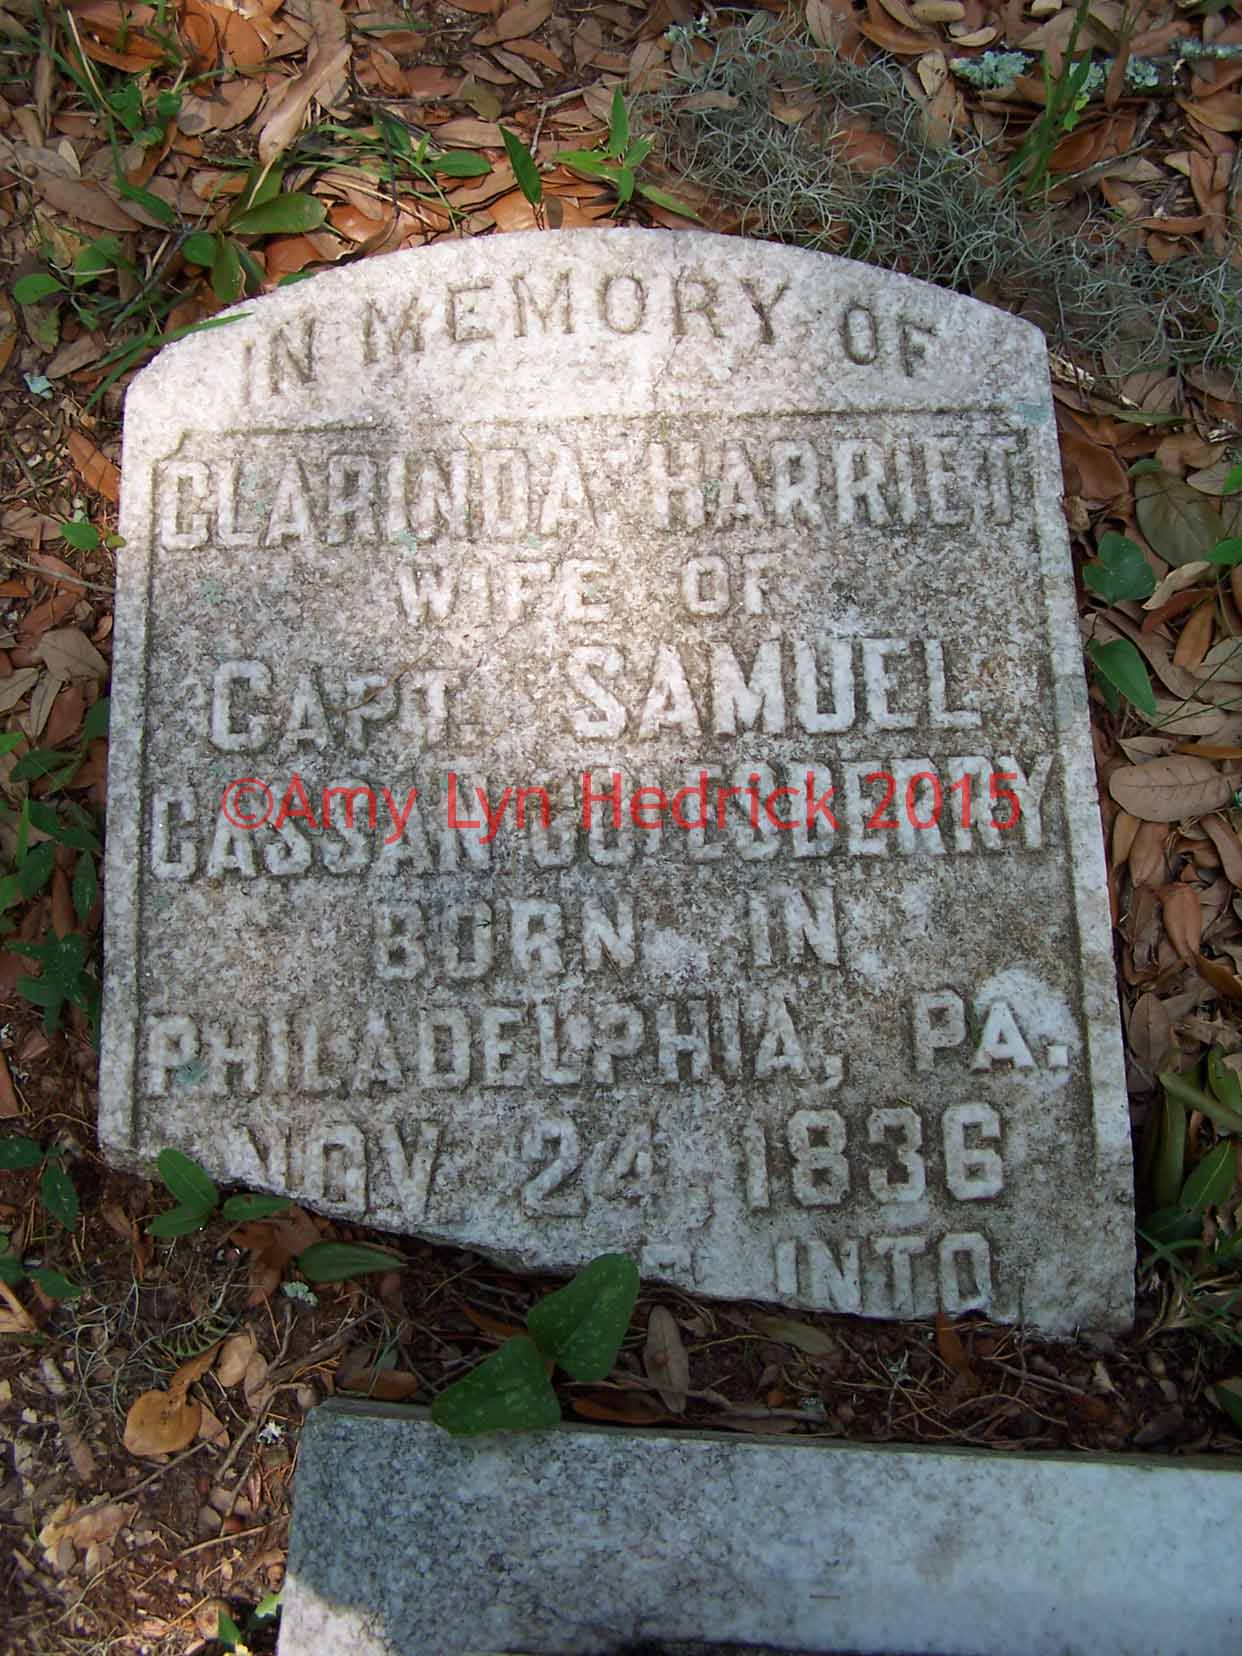 IN MEMORY OF
CLARINDA HARRIET
WIFE OF
CAPT. SAMUEL
CASSAN
©Amy Lyn Hedrick 2015
BORN IN
PHILADELPHIA, PA.
NOV 24, 1836
INTO